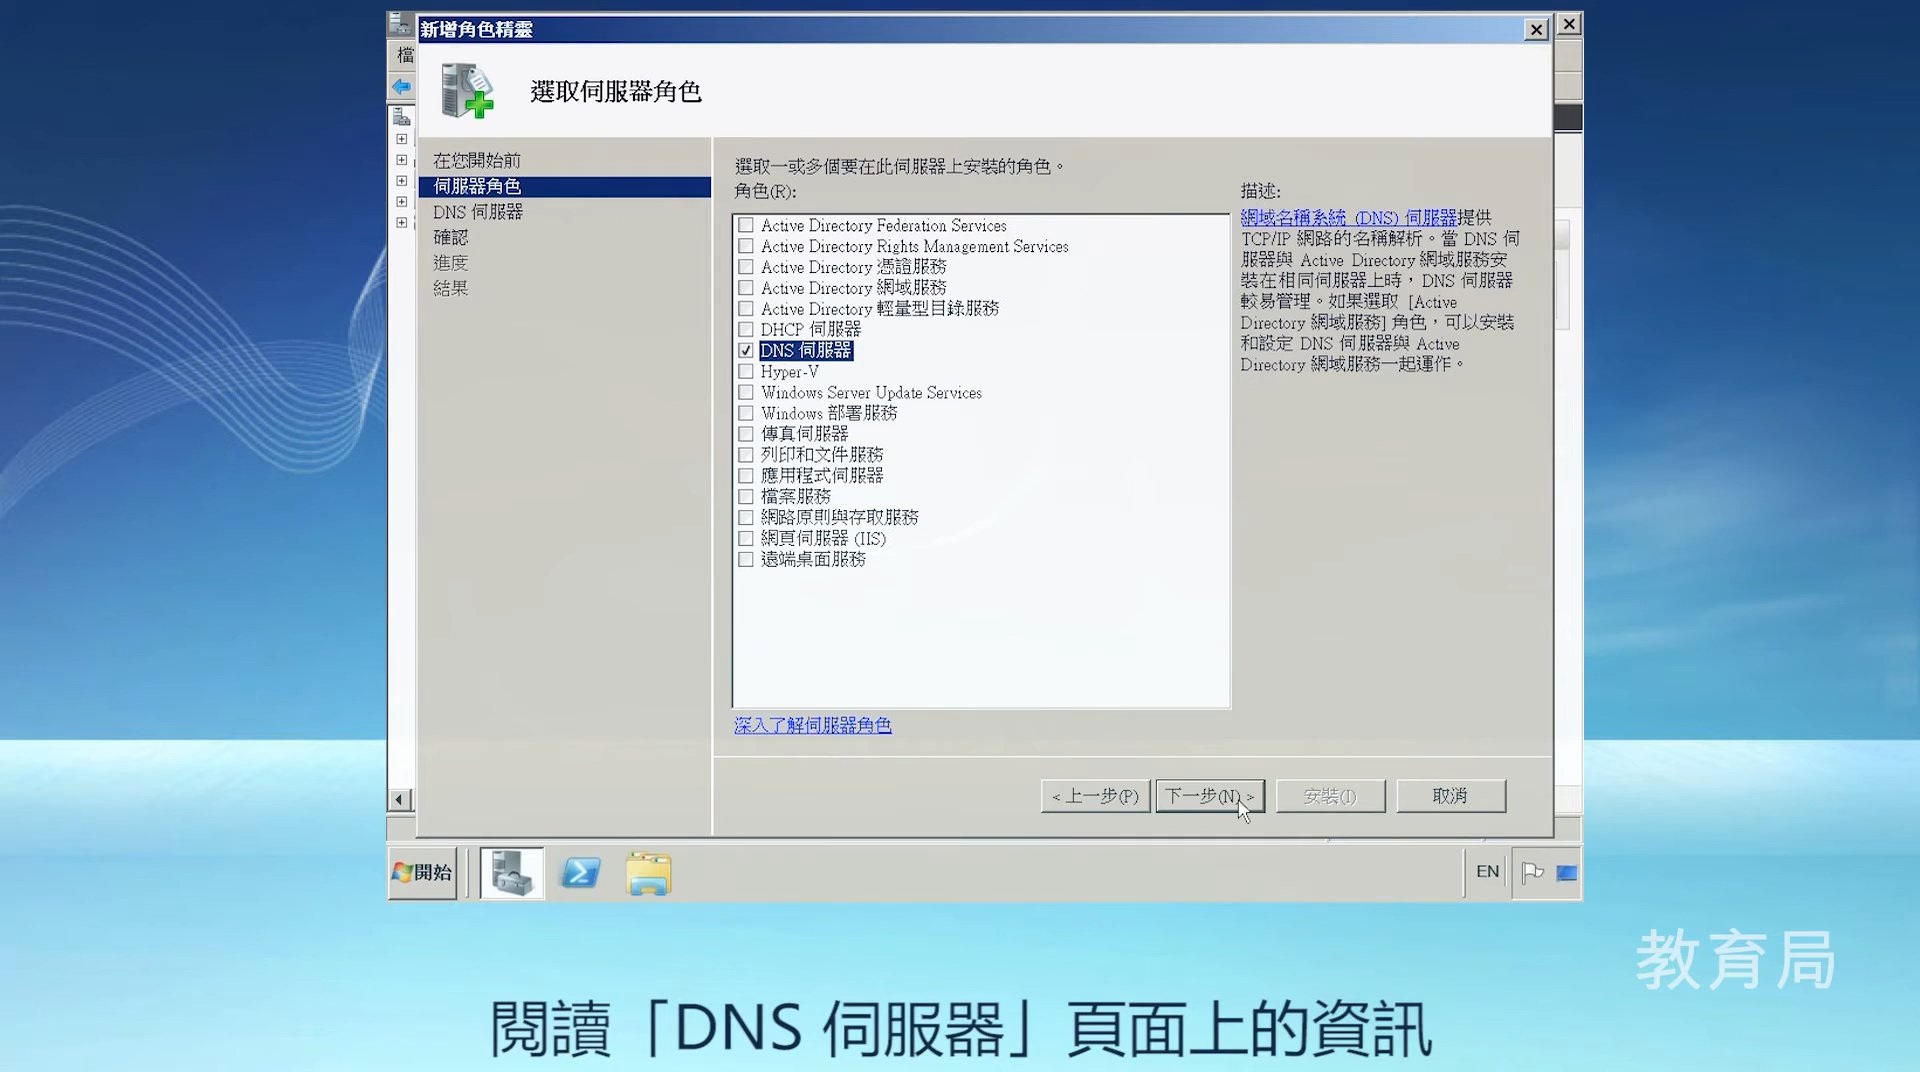 新增角色精靈
檔
選取伺服器角色
在您開始前
伺服器角色
DNS 伺服器
確認
進度
結果
選取一或多個要在此伺服器上安裝的角色。
角色(R):
Active Directory Federation Services
Active Directory Rights Management Services
Active Directory 憑證服務
Active Directory 網域服務
Active Directory 輕量型目錄服務
DHCP 伺服器
DNS 伺服器
Hyper-V
Windows Server Update Services
Windows 部署服務
傳真伺服器
列印和文件服務
應用程式伺服器
檔案服務
網路原則與存取服務
網頁伺服器 (IIS)
遠端桌面服務
深入了解伺服器角色
描述:
網域名稱系統 (DNS) 伺服器提供
TCP/IP 網路的名稱解析。當 DNS 伺
服器與 Active Directory 網域服務安
裝在相同伺服器上時，DNS 伺服器
較易管理。如果選取 [Active
Directory 網域服務] 角色，可以安裝
和設定 DNS 伺服器與 Active
Directory 網域服務一起運作。
< 上一步(P)
下一步(N) >
安裝(I)
取消
開始
EN
教育局
閱讀「DNS 伺服器」頁面上的資訊